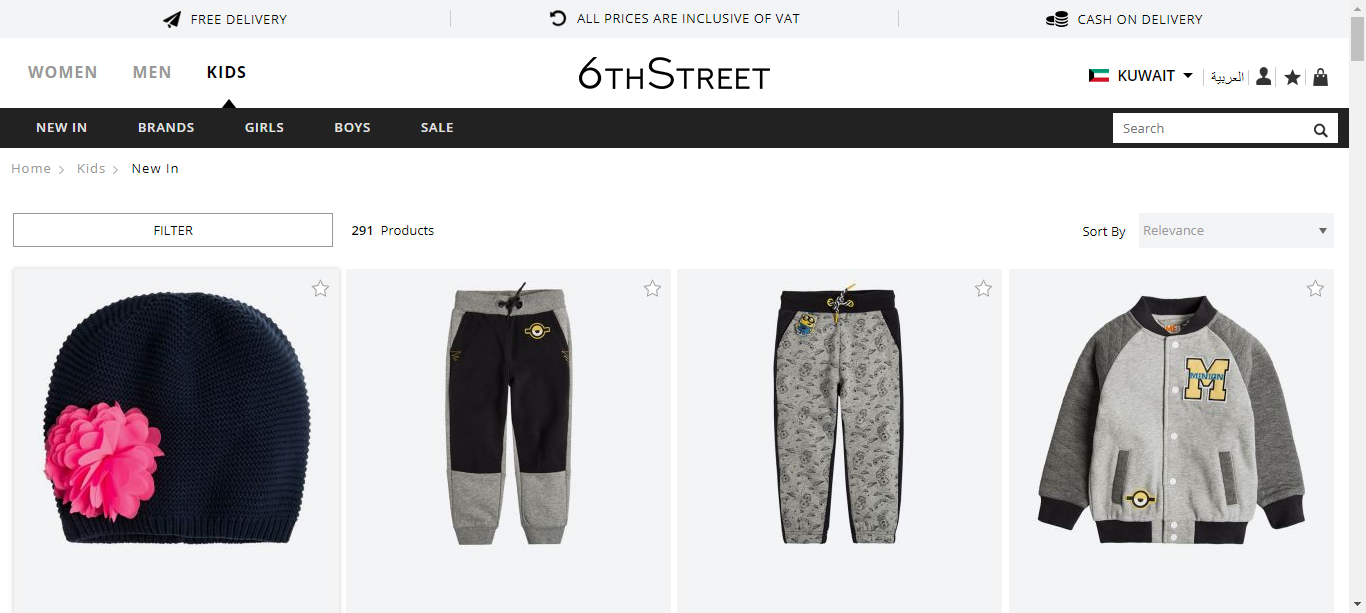 FREE DELIVERY
ALL PRICES ARE INCLUSIVE OF VAT
CASH ON DELIVERY
WOMEN MEN KIDS
6THSTREET
KUWAIT العربية
NEW IN BRANDS GIRLS BOYS SALE
Search
Home > Kids > New In
FILTER
291 Products
Sort By Relevance
M
MINION